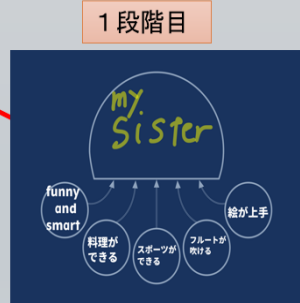 1段階目
my
Sister
funny
and
smart
料理が
できる
スポーツが
できる
フルートが
吹ける
絵が上手